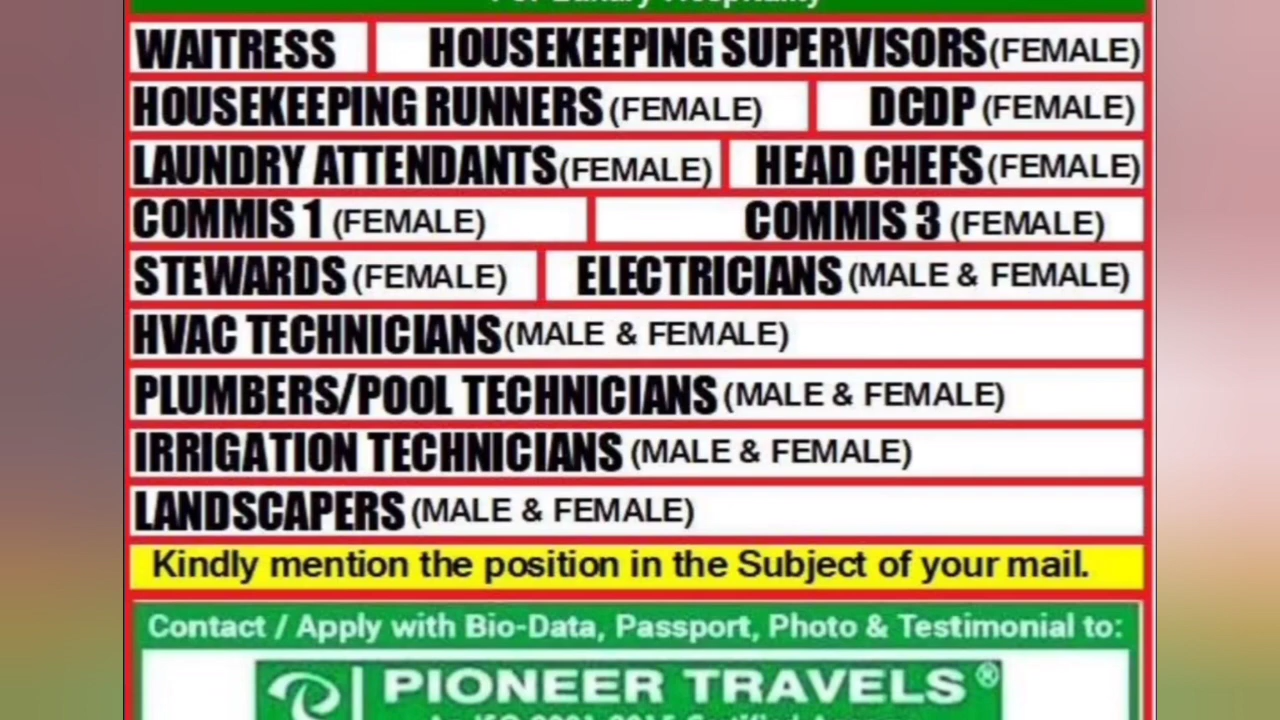 WAITRESS HOUSEKEEPING SUPERVISORS (FEMALE)
HOUSEKEEPING RUNNERS (FEMALE) DCDP (FEMALE)
LAUNDRY ATTENDANTS (FEMALE) HEAD CHEFS (FEMALE)
COMMIS 1 (FEMALE) COMMIS 3 (FEMALE)
STEWARDS (FEMALE) ELECTRICIANS (MALE & FEMALE)
HVAC TECHNICIANS (MALE & FEMALE)
PLUMBERS/POOL TECHNICIANS (MALE & FEMALE)
IRRIGATION TECHNICIANS (MALE & FEMALE)
LANDSCAPERS (MALE & FEMALE)
Kindly mention the position in the Subject of your mail.
Contact / Apply with Bio-Data, Passport, Photo & Testimonial to:
PIONEER TRAVELS ®